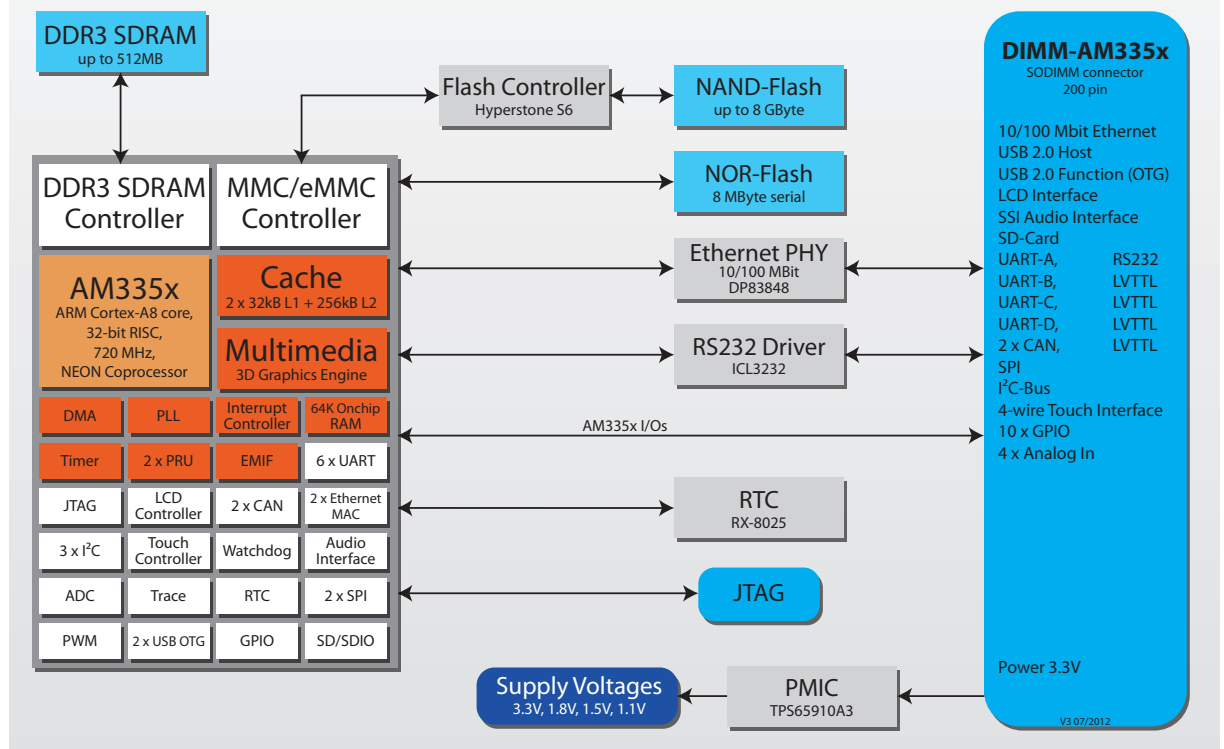 DDR3 SDRAM
up to 512MB
Flash Controller
Hyperstone S6
NAND-Flash
up to 8 GByte
DDR3 SDRAM
Controller
MMC/eMMC
Controller
NOR-Flash
8 MByte serial
AM335x
ARM Cortex-A8 core,
32-bit RISC,
720 MHz,
NEON Coprocessor
Cache
2 x 32kB L1 + 256kB L2
Multimedia
3D Graphics Engine
Ethernet PHY
10/100 MBit
DP83848
RS232 Driver
ICL3232
DMA
PLL
Interrupt
Controller
64K Onchip
RAM
Timer
2 x PRU
EMIF
6 x UART
JTAG
LCD
Controller
2 x CAN
2 x Ethernet
MAC
3 x I²C
Touch
Controller
Watchdog
Audio
Interface
ADC
Trace
RTC
2 x SPI
PWM
2 x USB OTG
GPIO
SD/SDIO
AM335x I/Os
RTC
RX-8025
JTAG
Supply Voltages
3.3V, 1.8V, 1.5V, 1.1V
PMIC
TPS65910A3
DIMM-AM335x
SODIMM connector
200 pin
10/100 Mbit Ethernet
USB 2.0 Host
USB 2.0 Function (OTG)
LCD Interface
SSI Audio Interface
SD-Card
UART-A, RS232
UART-B, LVTTL
UART-C, LVTTL
UART-D, LVTTL
2 x CAN, LVTTL
SPI
I²C-Bus
4-wire Touch Interface
10 x GPIO
4 x Analog In
Power 3.3V
V3 07/2012